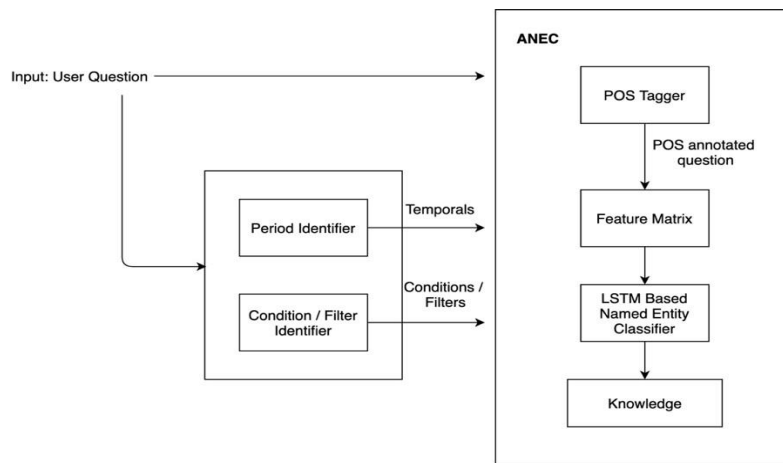 ANEC
Input: User Question
POS Tagger
POS annotated
question
Temporals
Period Identifier
Feature Matrix
Conditions /
Filters
Condition / Filter
Identifier
LSTM Based
Named Entity
Classifier
Knowledge